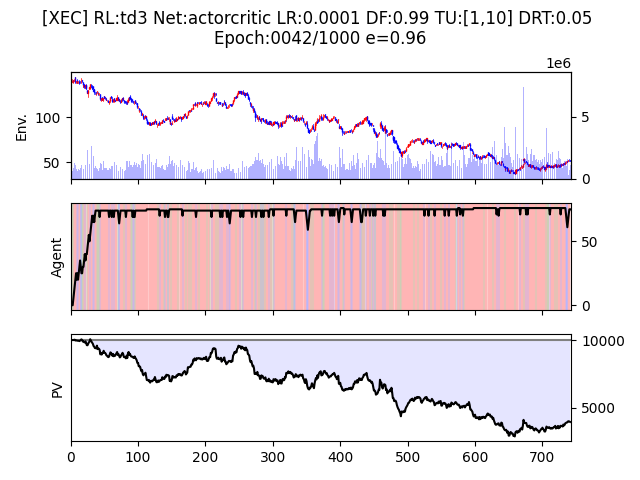 [XEC] RL:td3 Net:actorcritic LR:0.0001 DF:0.99 TU:[1,10] DRT:0.05
Epoch:0042/1000 e=0.96
1e6
Env.
100
50
5
0
Agent
50
0
PV
10000
5000
0 100 200 300 400 500 600 700